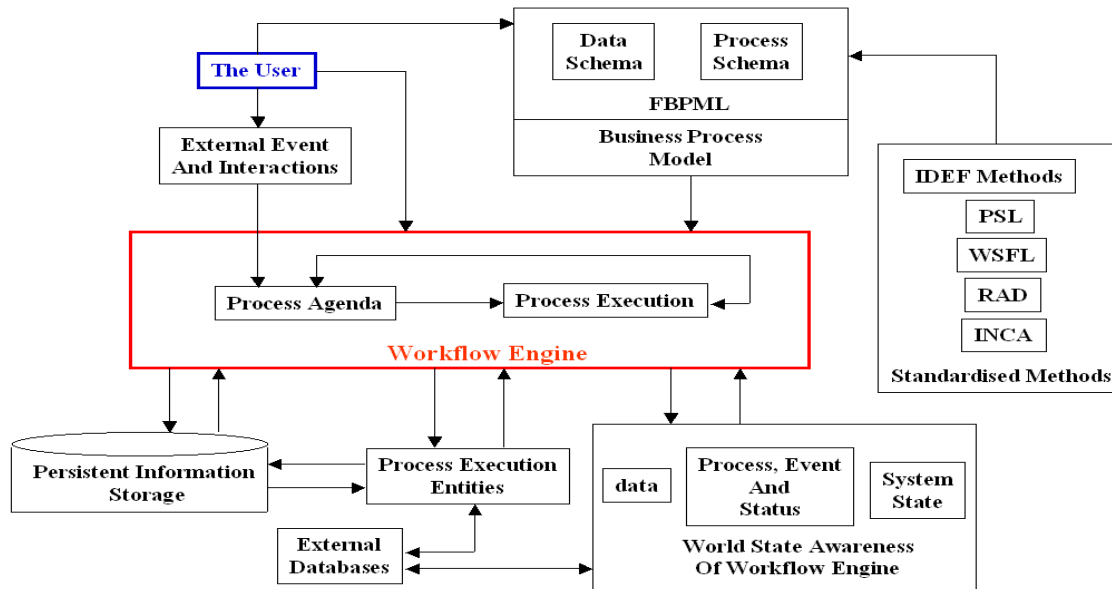 Data
Schema
Process
Schema
FBPML
Business Process
Model
The User
External Event
And Interactions
IDEF Methods
PSL
WSFL
RAD
INCA
Standardised Methods
Process Agenda
Process Execution
Workflow Engine
Persistent Information
Storage
Process Execution
Entities
External
Databases
data
Process, Event
And
Status
System
State
World State Awareness
Of Workflow Engine